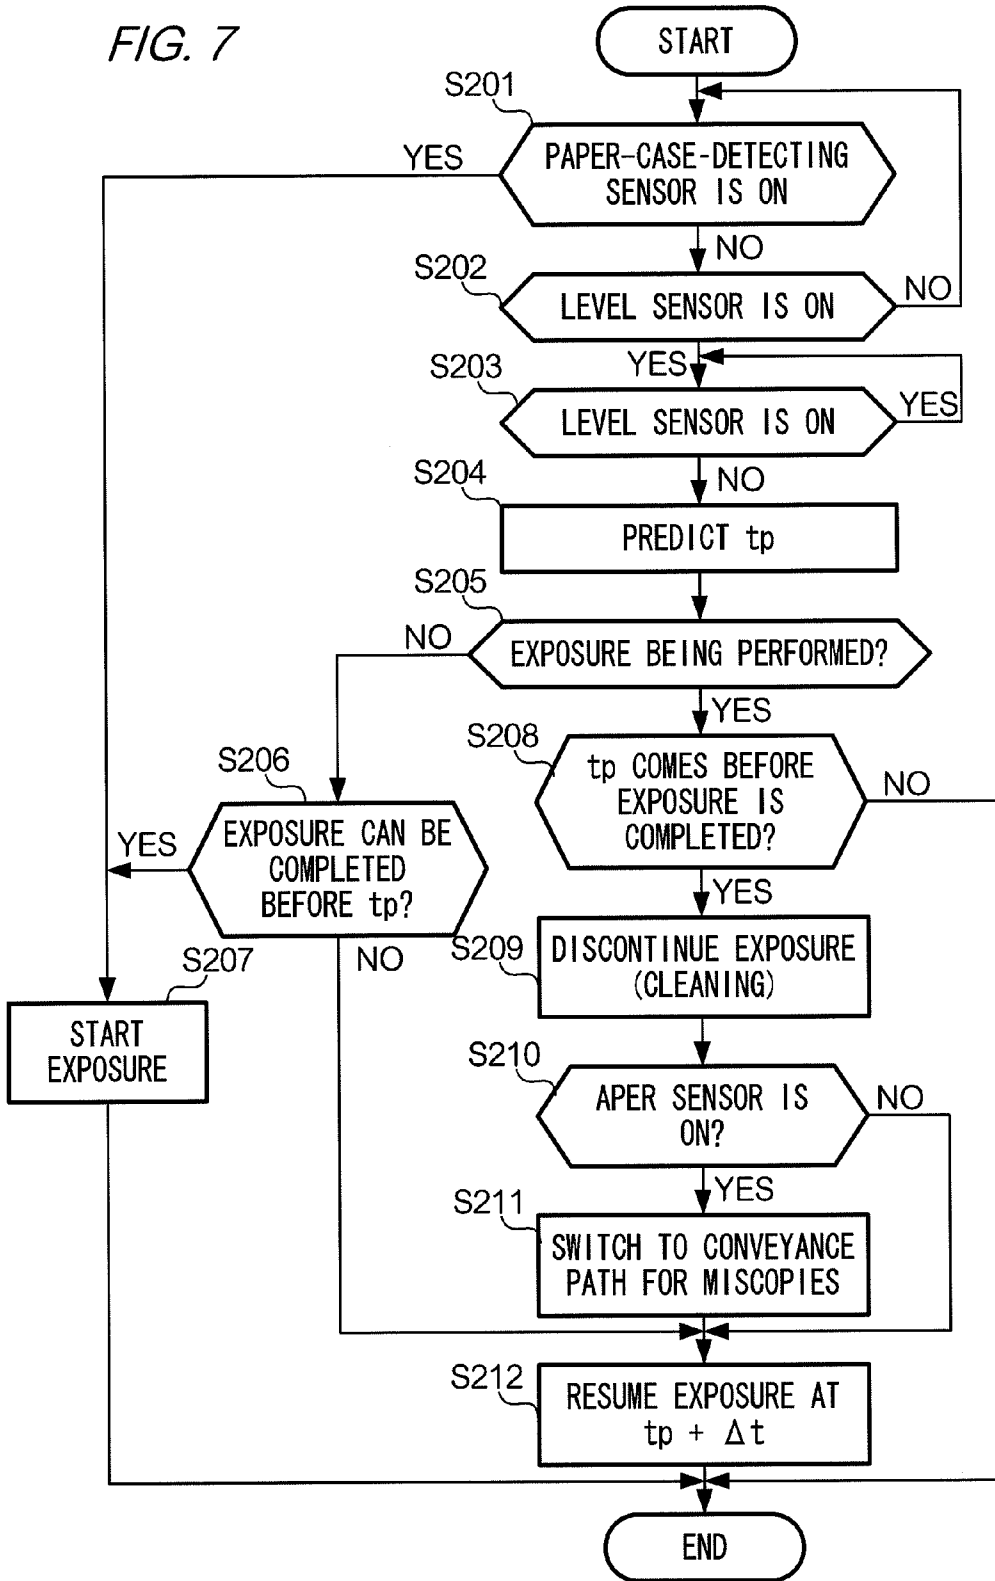 FIG. 7
START
S201
PAPER-CASE-DETECTING
SENSOR IS ON
YES
NO
S202
LEVEL SENSOR IS ON
NO
YES
S203
LEVEL SENSOR IS ON
YES
NO
S204
PREDICT tp
S205
EXPOSURE BEING PERFORMED?
NO
YES
S206
EXPOSURE CAN BE
COMPLETED
BEFORE tp?
YES
NO
S207
START
EXPOSURE
S208
tp COMES BEFORE
EXPOSURE IS
COMPLETED?
NO
YES
S209
DISCONTINUE EXPOSURE
(CLEANING)
S210
APER SENSOR IS
ON?
NO
YES
S211
SWITCH TO CONVEYANCE
PATH FOR MISCOPIES
S212
RESUME EXPOSURE AT
tp + Δt
END